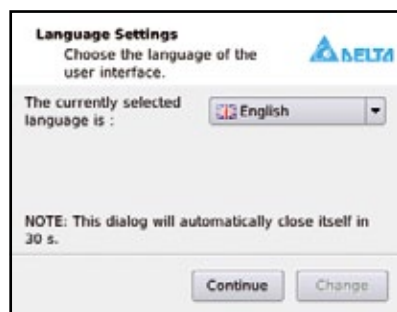 Language Settings
Choose the language of the
user interface.
DELTA
The currently selected
language is :
English
NOTE: This dialog will automatically close itself in
30 s.
Continue
Change